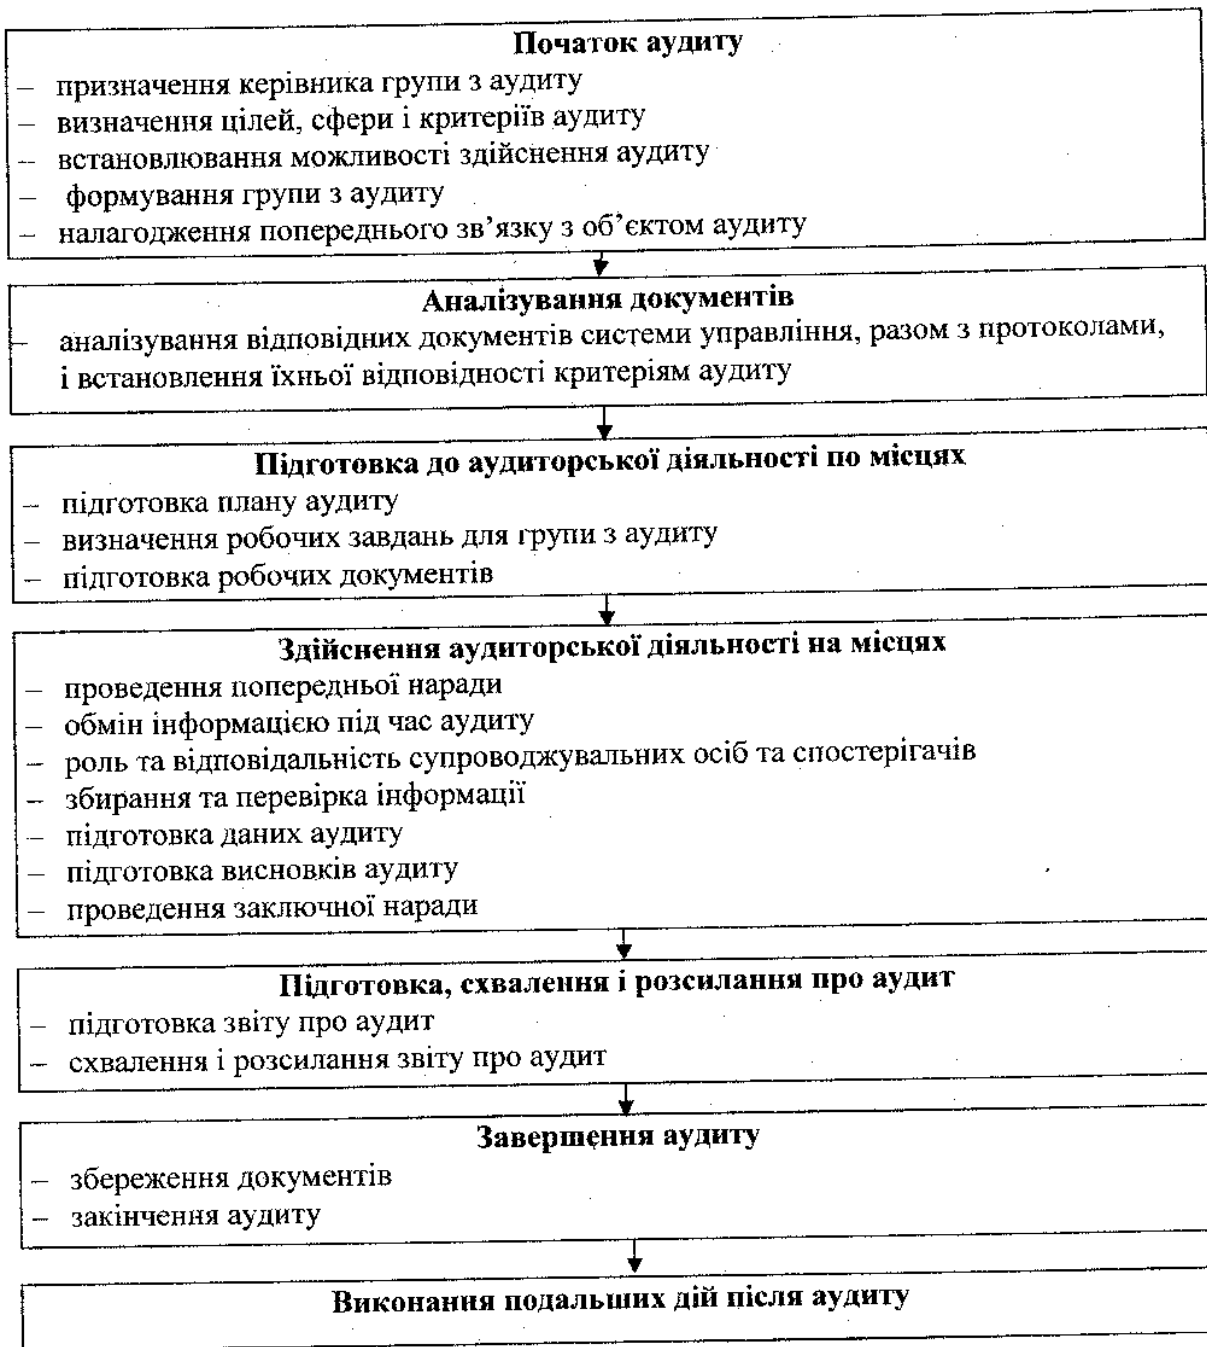 Початок аудиту
– призначення керівника групи з аудиту
– визначення цілей, сфери і критеріїв аудиту
– встановлювання можливості здійснення аудиту
– формування групи з аудиту
– налагодження попереднього зв’язку з об’єктом аудиту
Аналізування документів
– аналізування відповідних документів системи управління, разом з протоколами,
і встановлення їхньої відповідності критеріям аудиту
Підготовка до аудиторської діяльності по місцях
– підготовка плану аудиту
– визначення робочих завдань для групи з аудиту
– підготовка робочих документів
Здійснення аудиторської діяльності на місцях
– проведення попередньої наради
– обмін інформацією під час аудиту
– роль та відповідальність супроводжувальних осіб та спостерігачів
– збирання та перевірка інформації
– підготовка даних аудиту
– підготовка висновків аудиту
– проведення заключної наради
Підготовка, схвалення і розсилання про аудит
– підготовка звіту про аудит
– схвалення і розсилання звіту про аудит
Завершення аудиту
– збереження документів
– закінчення аудиту
Виконання подальших дій після аудиту